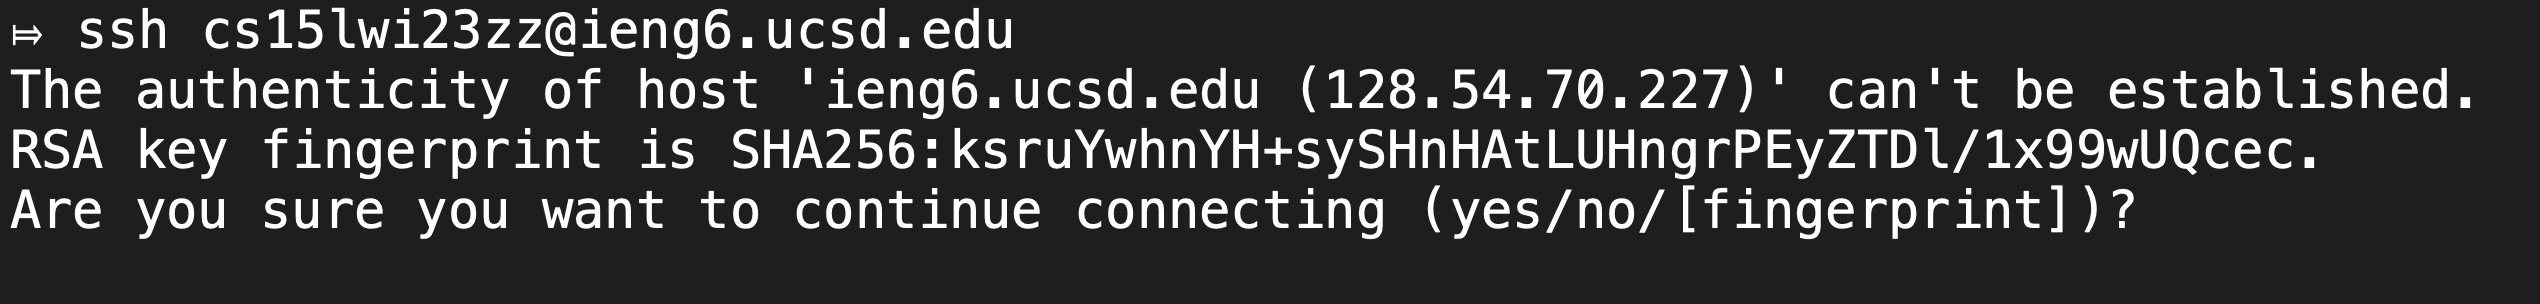 ⤇ ssh cs15lwi23zz@ieng6.ucsd.edu
The authenticity of host 'ieng6.ucsd.edu (128.54.70.227)' can't be established.
RSA key fingerprint is SHA256:ksruYwhnYH+sySHnHAtLUHngrPEyZTDl/1x99wUQcec.
Are you sure you want to continue connecting (yes/no/[fingerprint])?